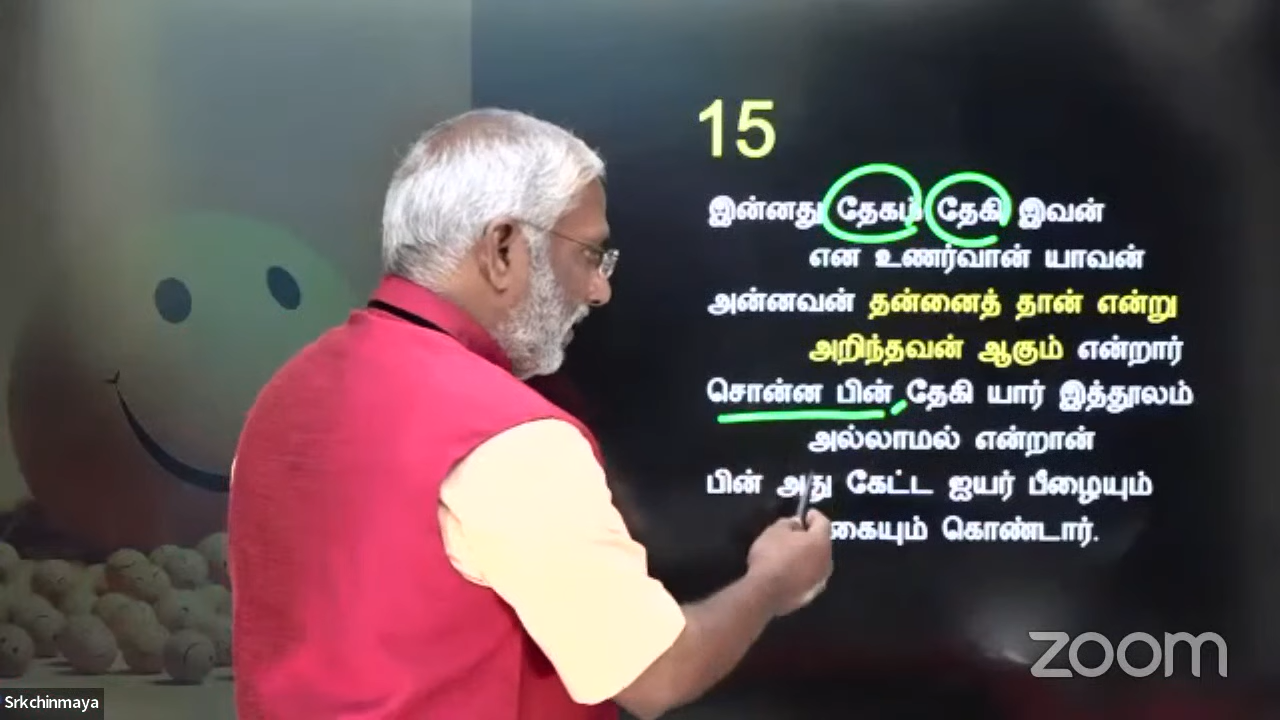 15
இன்னது தேகம் தேகி இவன்
என உணர்வான் யாவன்
அன்னவன் தன்னைத் தான் என்று
அறிந்தவன் ஆகும் என்றார்
சொன்ன பின் தேகி யார் இத்தூலம்
அல்லாமல் என்றான்
பின் அது கேட்ட ஐயர் பீழையும்
கொண்டார்.
zoom
Srkchinmaya